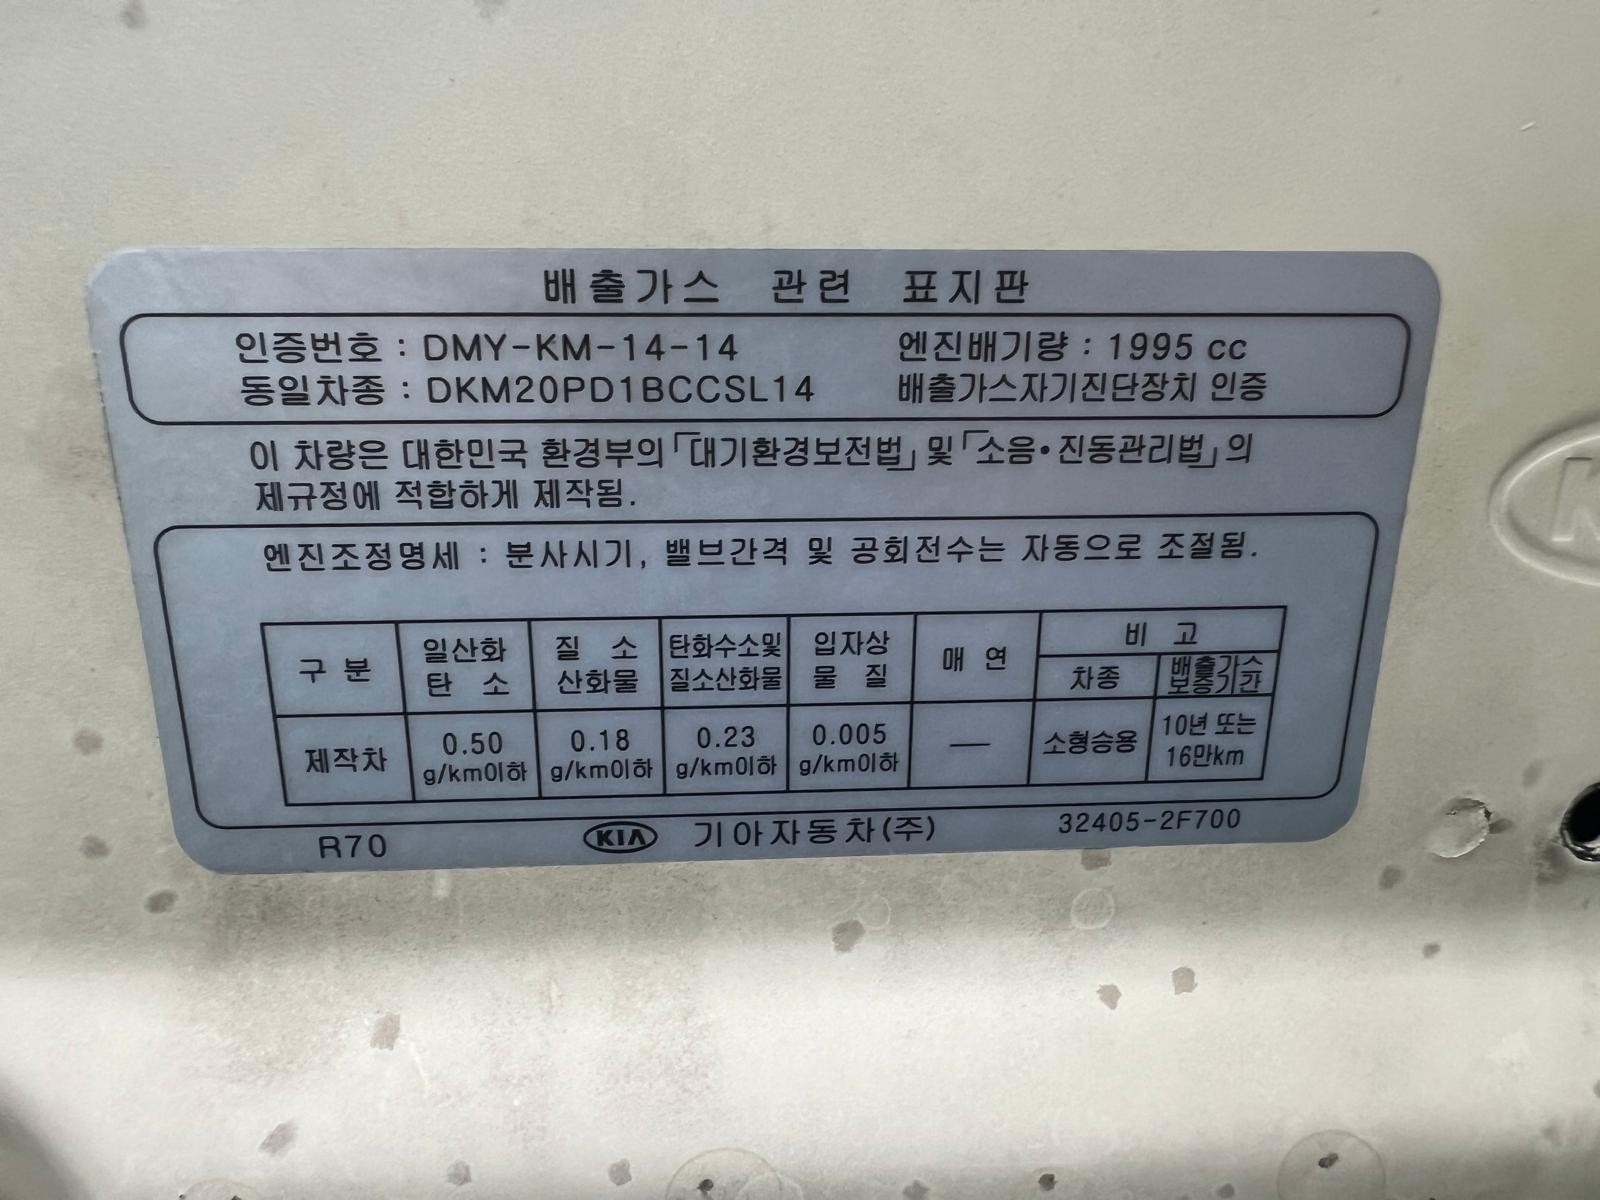 배출가스 관련 표지판
인증번호 : DMY-KM-14-14 엔진배기량 : 1995 cc
동일차종 : DKM20PD1BCCSL14 배출가스자기진단장치 인증
이 차량은 대한민국 환경부의「대기환경보전법」및「소음•진동관리법」의
제규정에 적합하게 제작됨.
엔진조정명세 : 분사시기, 밸브간격 및 공회전수는 자동으로 조절됨.
구 분 일산화탄 소 질 소산화물 탄화수소및질소산화물 입자상물 질 매 연 비 고
차종 배출가스보증기간
제작차 0.50 g/km이하 0.18 g/km이하 0.23 g/km이하 0.005 g/km이하 — 소형승용 10년 또는 16만km
R70 KIA 기아자동차(주) 32405-2F700